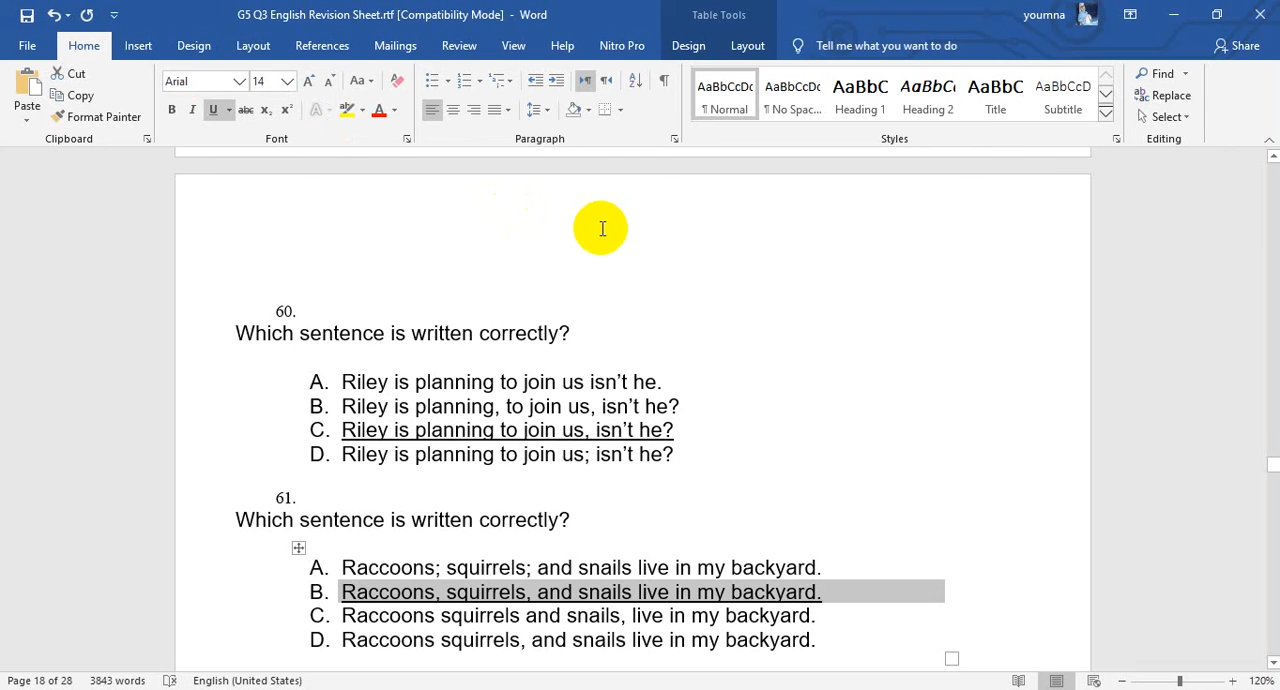 G5 Q3 English Revision Sheet.rtf [Compatibility Mode] - Word
Table Tools
youmna
File Home Insert Design Layout References Mailings Review View Help Nitro Pro Design Layout Tell me what you want to do Share
Paste
Cut
Copy
Format Painter
Clipboard
Arial 14
Font
Paragraph
AaBbCcDc AaBbCcDc AaBbC AaBbCc AaBbC AaBbCcD
¶ Normal ¶ No Spac... Heading 1 Heading 2 Title Subtitle
Styles
Find
Replace
Select
Editing
60.
Which sentence is written correctly?
A. Riley is planning to join us isn’t he.
B. Riley is planning, to join us, isn’t he?
C. Riley is planning to join us, isn’t he?
D. Riley is planning to join us; isn’t he?
61.
Which sentence is written correctly?
A. Raccoons; squirrels; and snails live in my backyard.
B. Raccoons, squirrels, and snails live in my backyard.
C. Raccoons squirrels and snails, live in my backyard.
D. Raccoons squirrels, and snails live in my backyard.
Page 18 of 28 3843 words English (United States) 120%